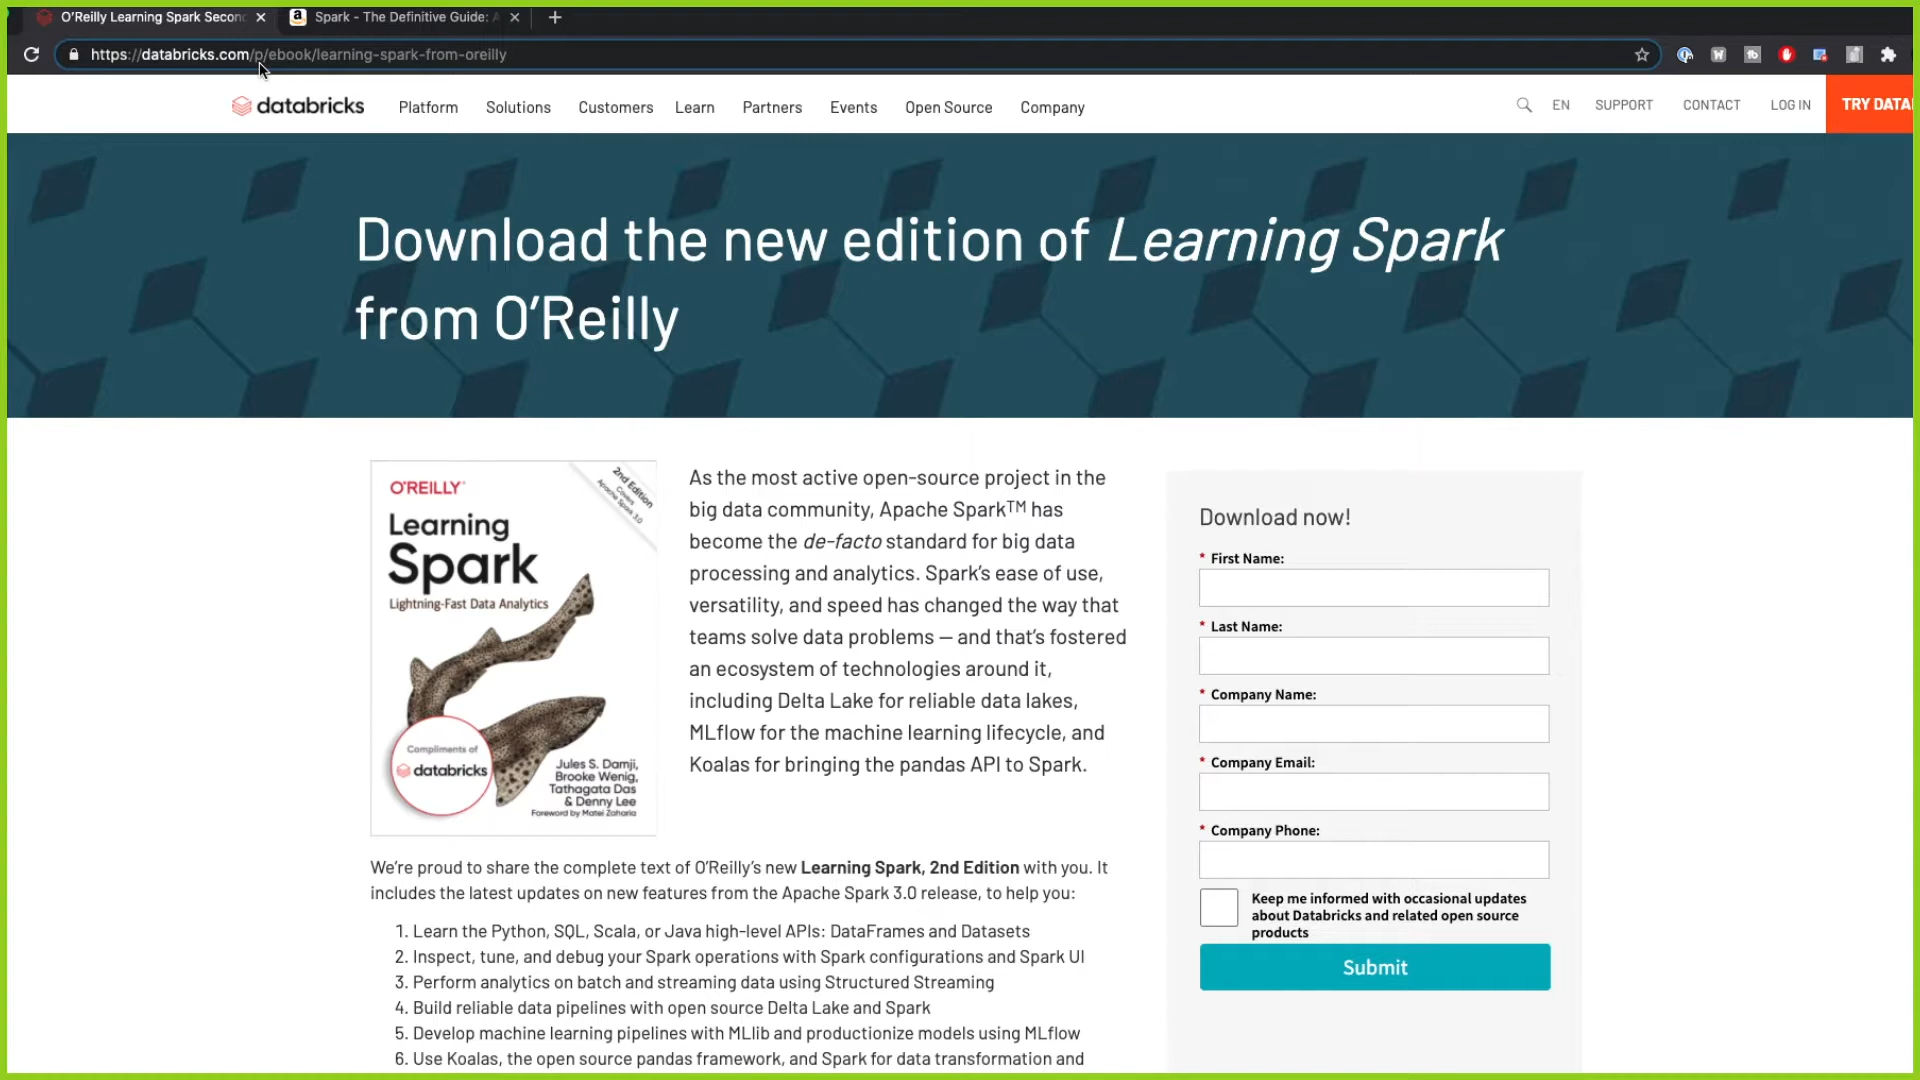 O'Reilly Learning Spark Secon
Spark - The Definitive Guide: A
https://databricks.com/p/ebook/learning-spark-from-oreilly
databricks
Platform
Solutions
Customers
Learn
Partners
Events
Open Source
Company
EN
SUPPORT
CONTACT
LOG IN
TRY DATA
Download the new edition of Learning Spark
from O'Reilly
O'REILLY®
2nd Edition
Covers
Apache Spark 3.0
Learning
Spark
Lightning-Fast Data Analytics
Compliments of
databricks
Jules S. Damji,
Brooke Wenig,
Tathagata Das
& Denny Lee
Foreword by Matei Zaharia
As the most active open-source project in the
big data community, Apache Spark™ has
become the de-facto standard for big data
processing and analytics. Spark's ease of use,
versatility, and speed has changed the way that
teams solve data problems — and that's fostered
an ecosystem of technologies around it,
including Delta Lake for reliable data lakes,
MLflow for the machine learning lifecycle, and
Koalas for bringing the pandas API to Spark.
We're proud to share the complete text of O'Reilly's new Learning Spark, 2nd Edition with you. It
includes the latest updates on new features from the Apache Spark 3.0 release, to help you:
1. Learn the Python, SQL, Scala, or Java high-level APIs: DataFrames and Datasets
2. Inspect, tune, and debug your Spark operations with Spark configurations and Spark UI
3. Perform analytics on batch and streaming data using Structured Streaming
4. Build reliable data pipelines with open source Delta Lake and Spark
5. Develop machine learning pipelines with MLlib and productionize models using MLflow
6. Use Koalas, the open source pandas framework, and Spark for data transformation and
Download now!
* First Name:
* Last Name:
* Company Name:
* Company Email:
* Company Phone:
Keep me informed with occasional updates
about Databricks and related open source
products
Submit